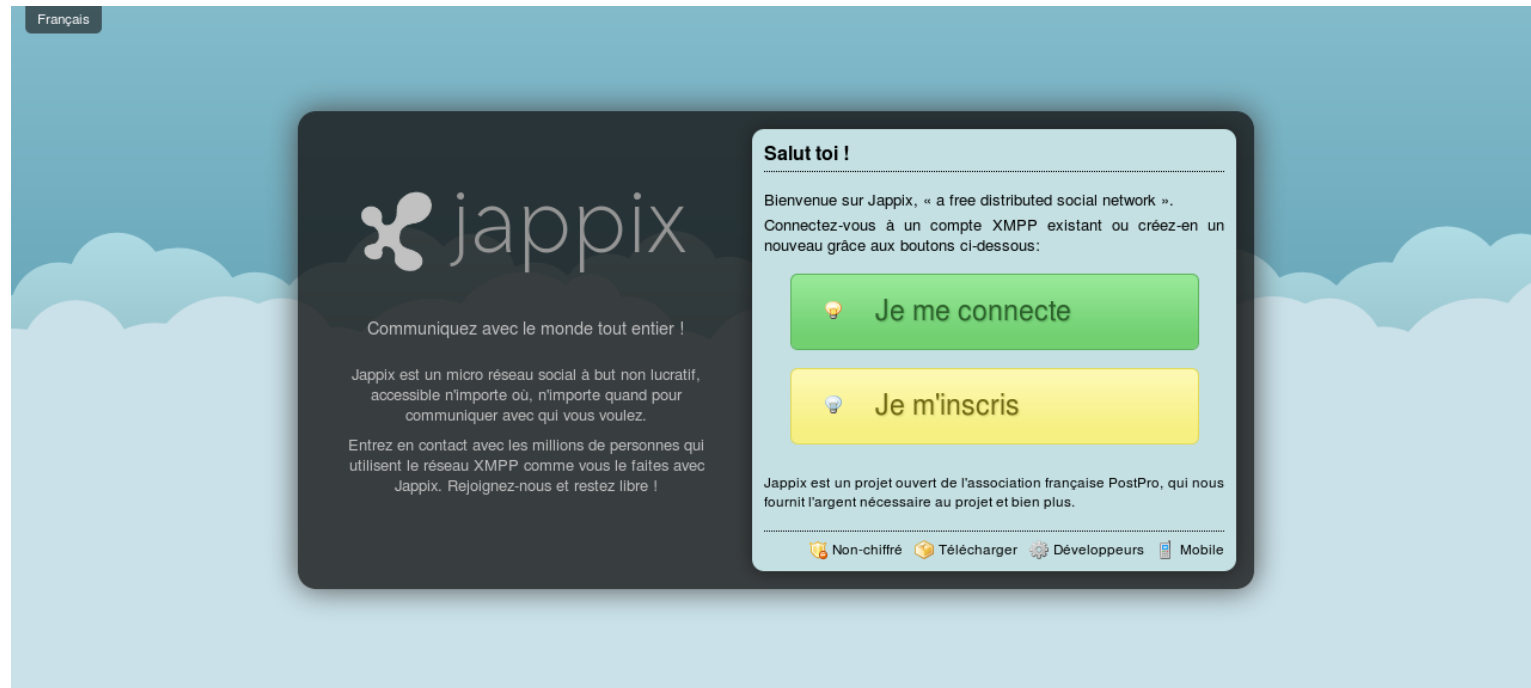 Français
jappix
Communiquez avec le monde tout entier !
Jappix est un micro réseau social à but non lucratif,
accessible n'importe où, n'importe quand pour
communiquer avec qui vous voulez.
Entrez en contact avec les millions de personnes qui
utilisent le réseau XMPP comme vous le faites avec
Jappix. Rejoignez-nous et restez libre !
Salut toi !
Bienvenue sur Jappix, « a free distributed social network ».
Connectez-vous à un compte XMPP existant ou créez-en un
nouveau grâce aux boutons ci-dessous:
Je me connecte
Je m'inscris
Jappix est un projet ouvert de l'association française PostPro, qui nous
fournit l'argent nécessaire au projet et bien plus.
Non-chiffré Télécharger Développeurs Mobile